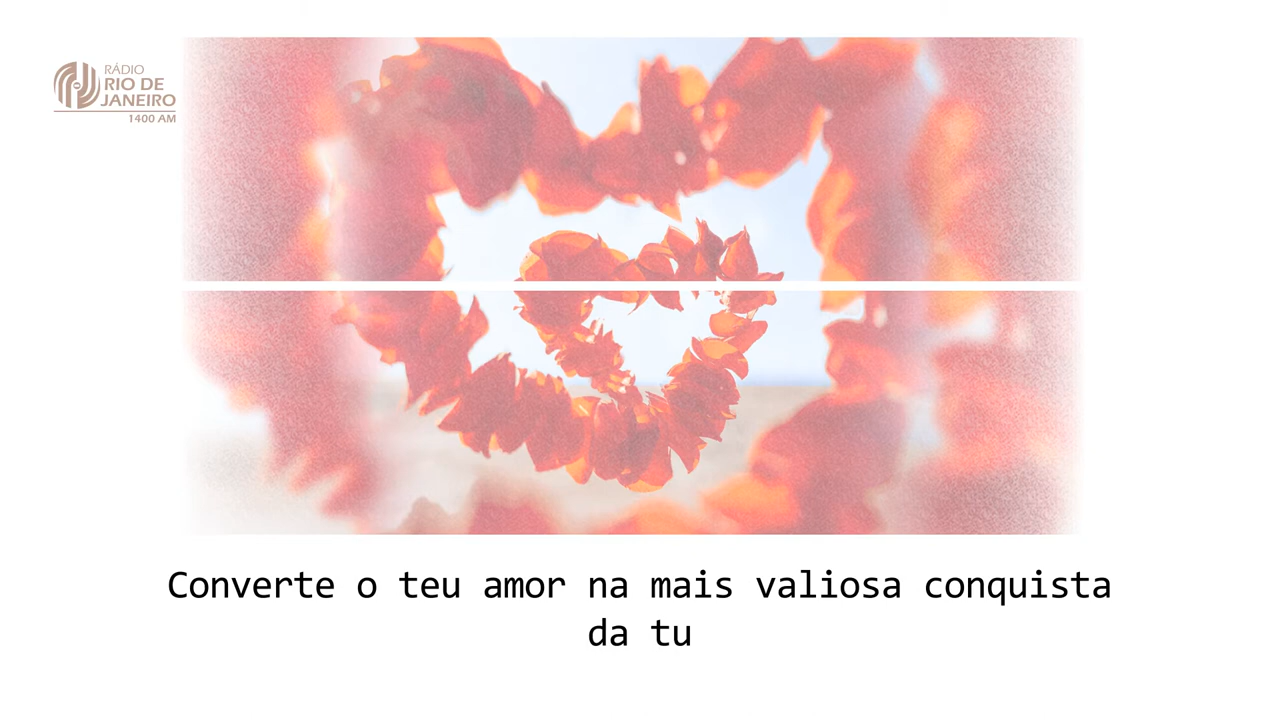 RÁDIO
RIO DE
JANEIRO
1400 AM
Converte o teu amor na mais valiosa conquista
da tu